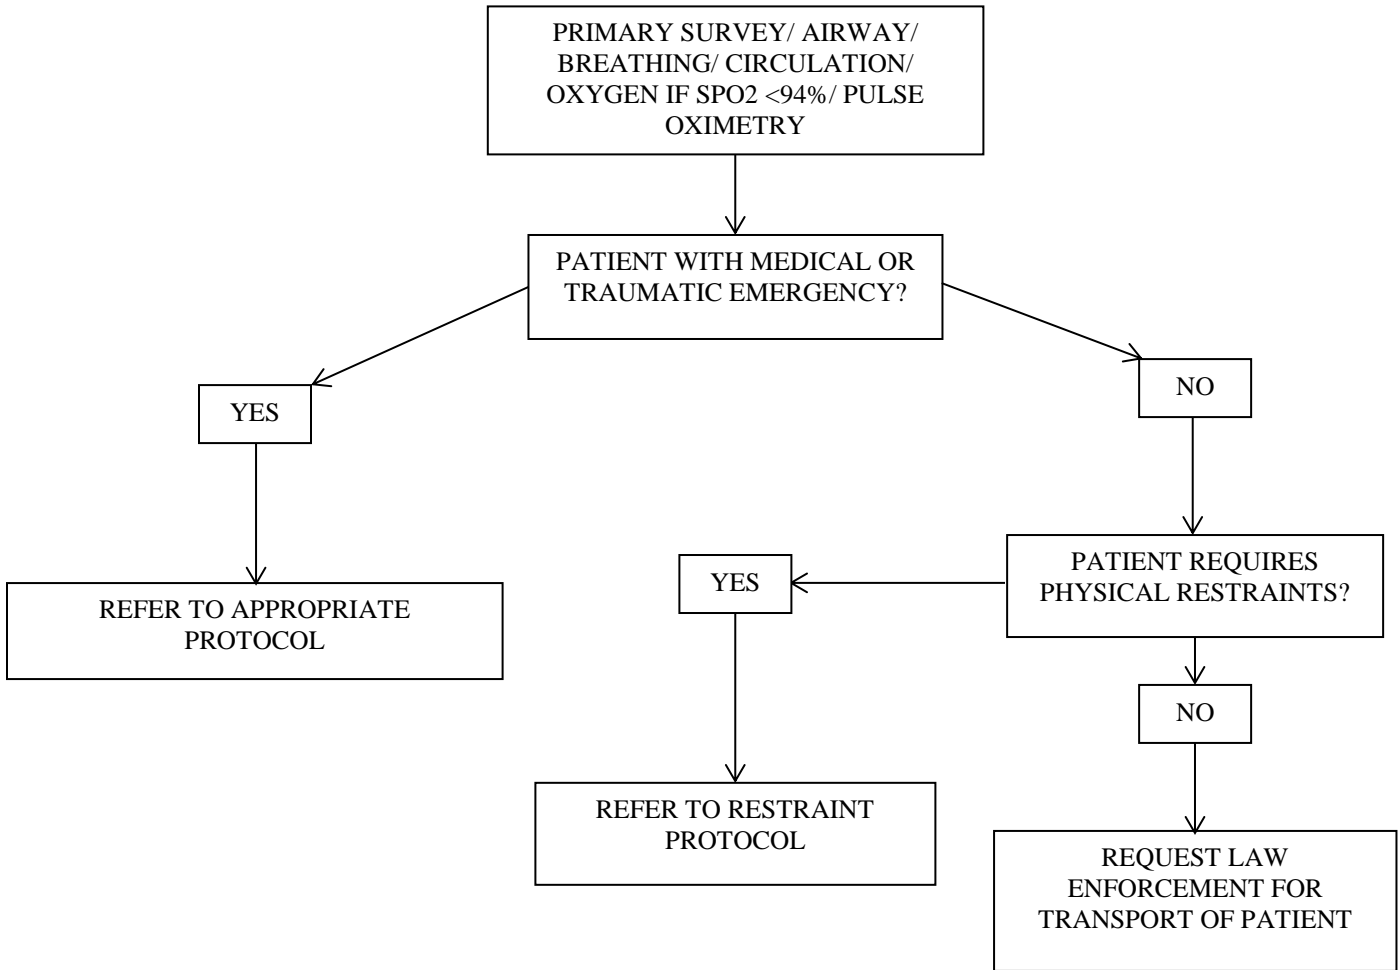 PRIMARY SURVEY/ AIRWAY/
BREATHING/ CIRCULATION/
OXYGEN IF SPO2 <94%/ PULSE
OXIMETRY
PATIENT WITH MEDICAL OR
TRAUMATIC EMERGENCY?
YES
NO
REFER TO APPROPRIATE
PROTOCOL
PATIENT REQUIRES
PHYSICAL RESTRAINTS?
YES
NO
REFER TO RESTRAINT
PROTOCOL
REQUEST LAW
ENFORCEMENT FOR
TRANSPORT OF PATIENT